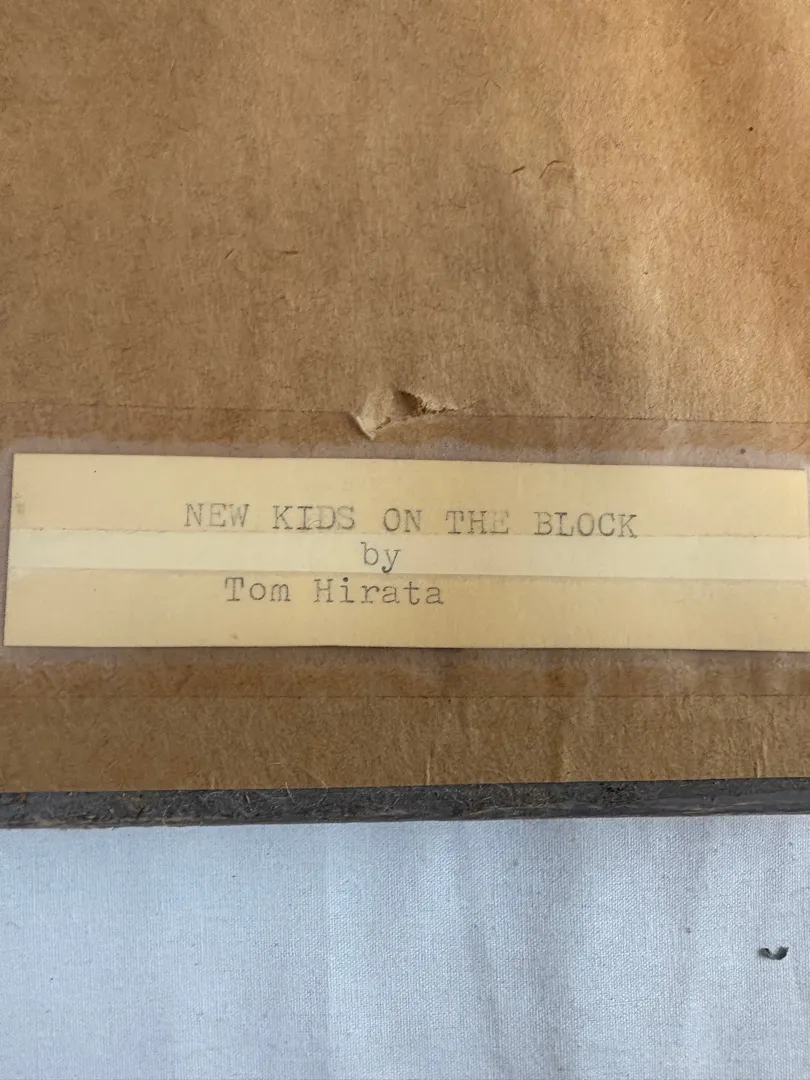 NEW KIDS ON THE BLOCK
by
Tom Hirata